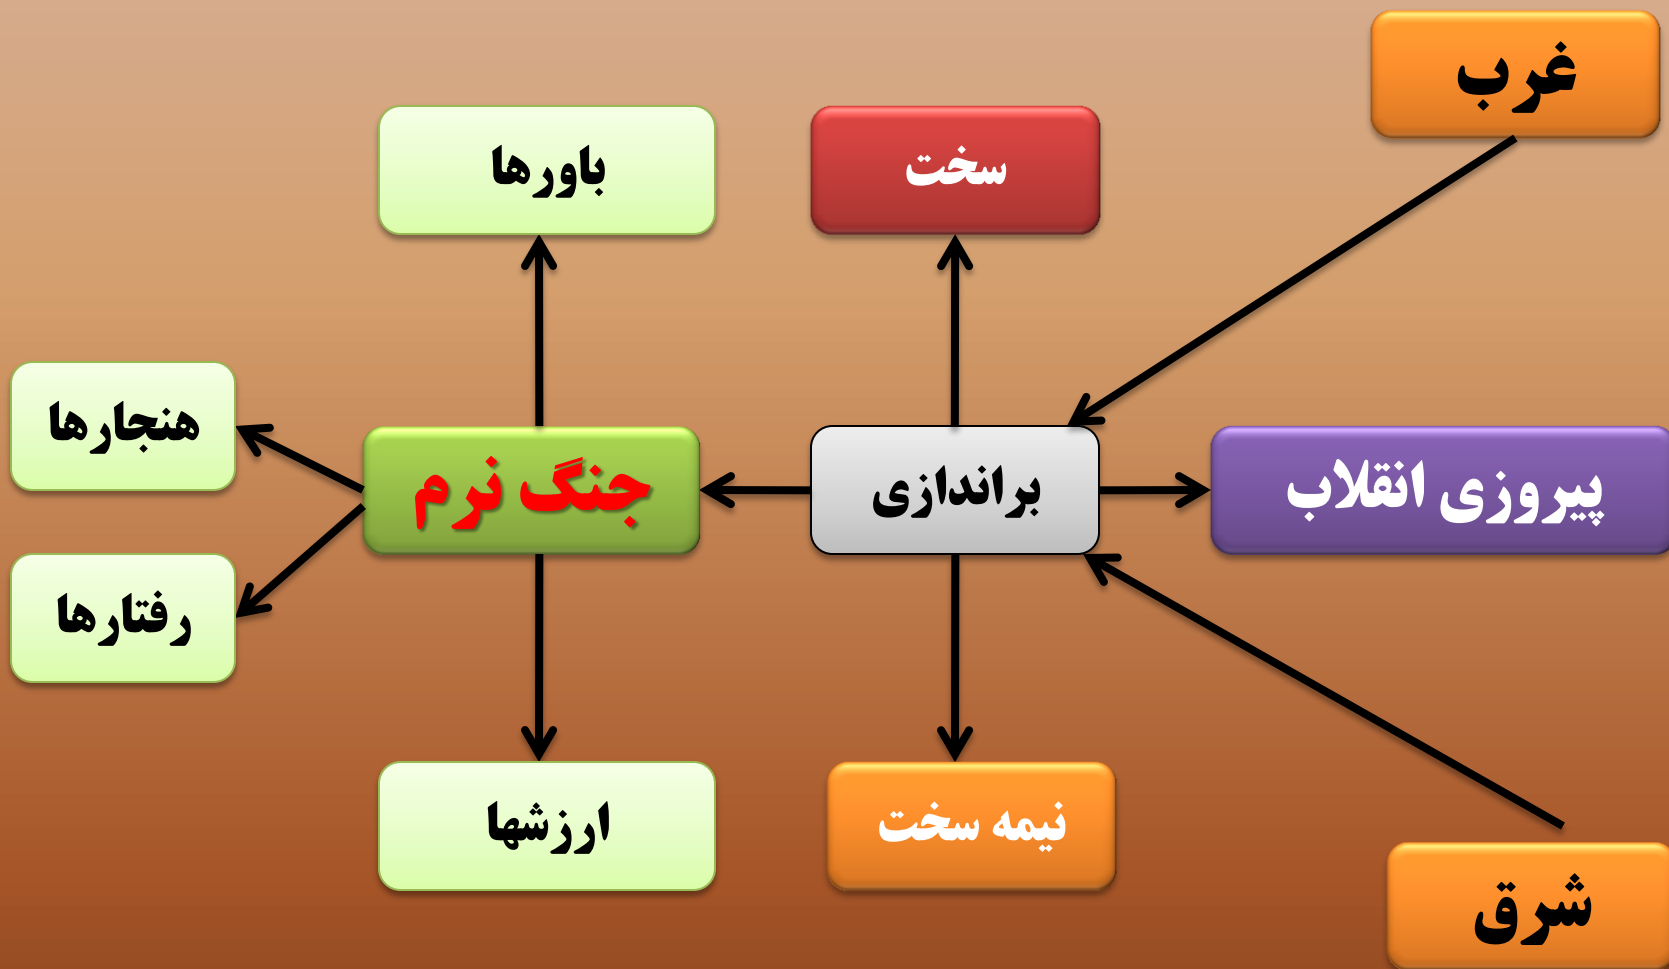 غرب
سخت
باورها
هنجارها
پیروزی انقلاب
براندازی
جنگ نرم
رفتارها
نیمه سخت
ارزشها
شرق